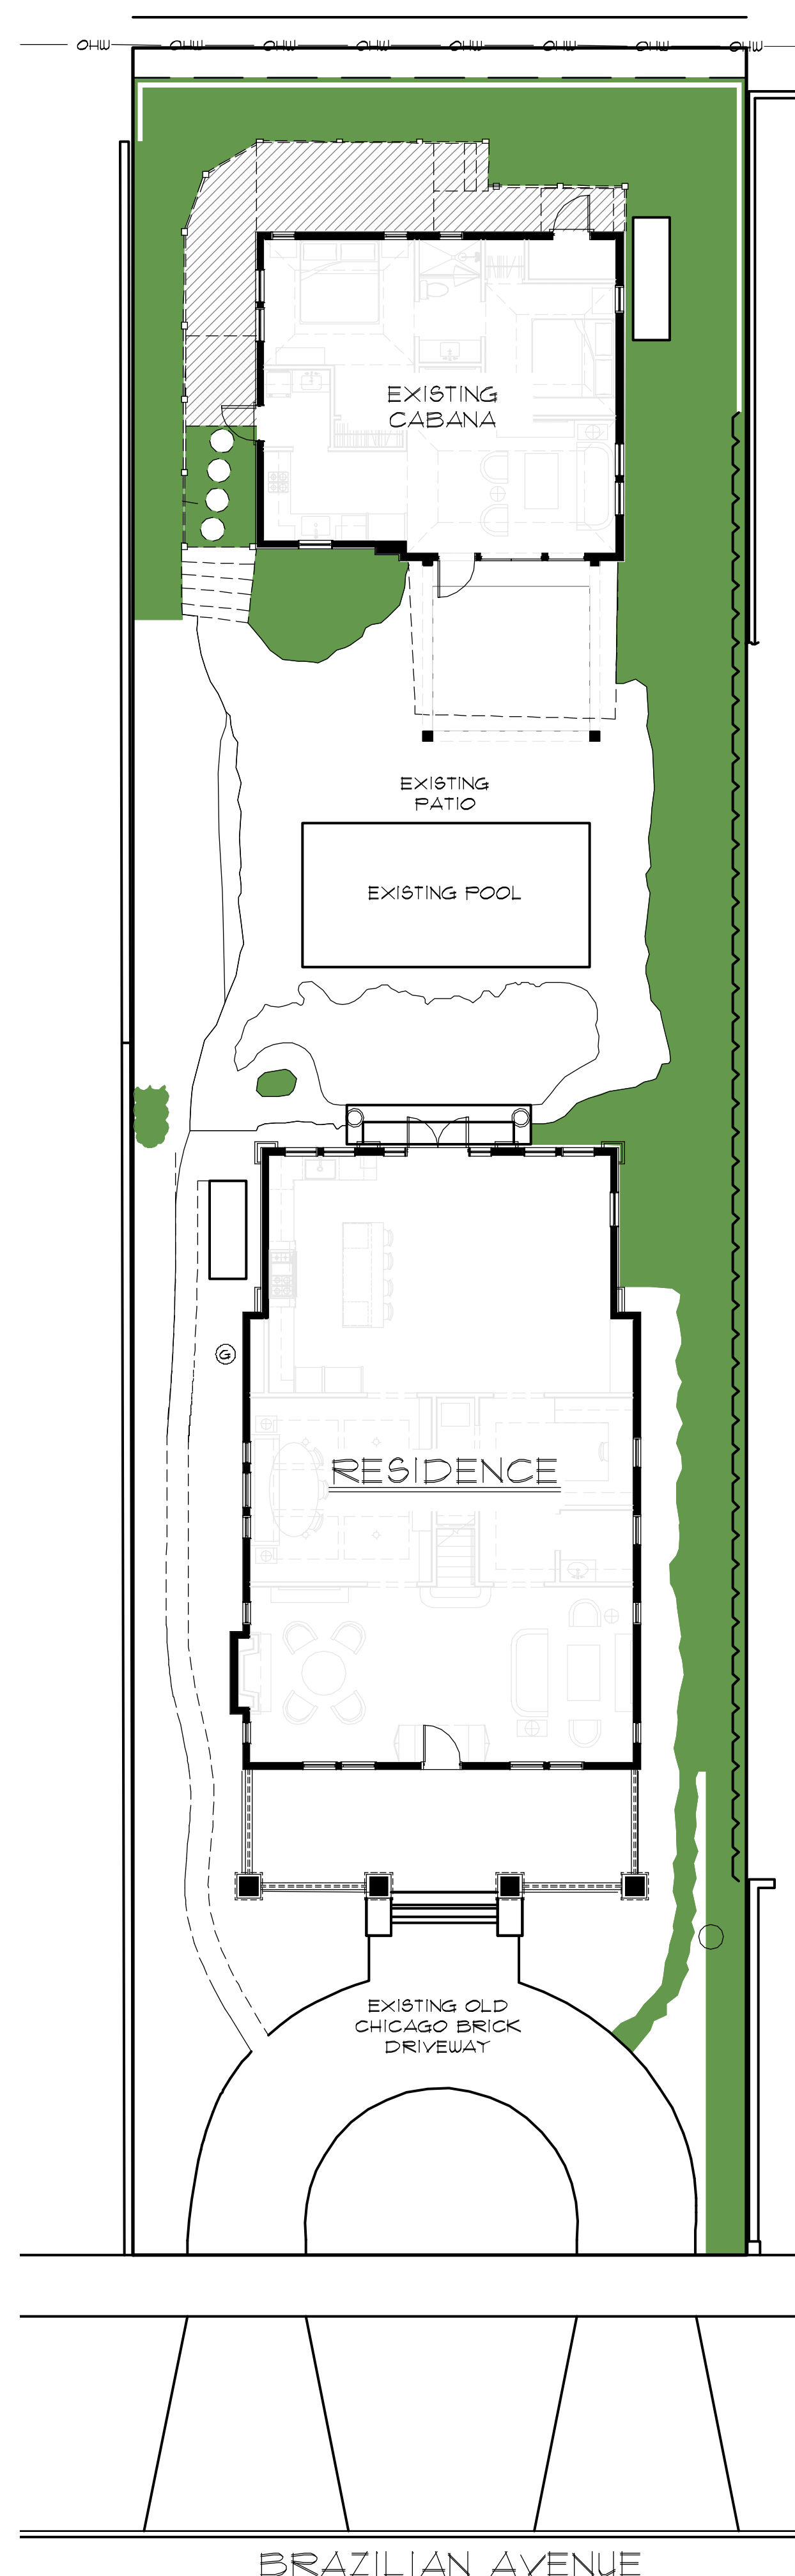 OHW OHW OHW OHW OHW OHW OHW OHW
EXISTING
CABANA
EXISTING
PATIO
EXISTING POOL
G
RESIDENCE
EXISTING OLD
CHICAGO BRICK
DRIVEWAY
BRAZILIAN AVENUE